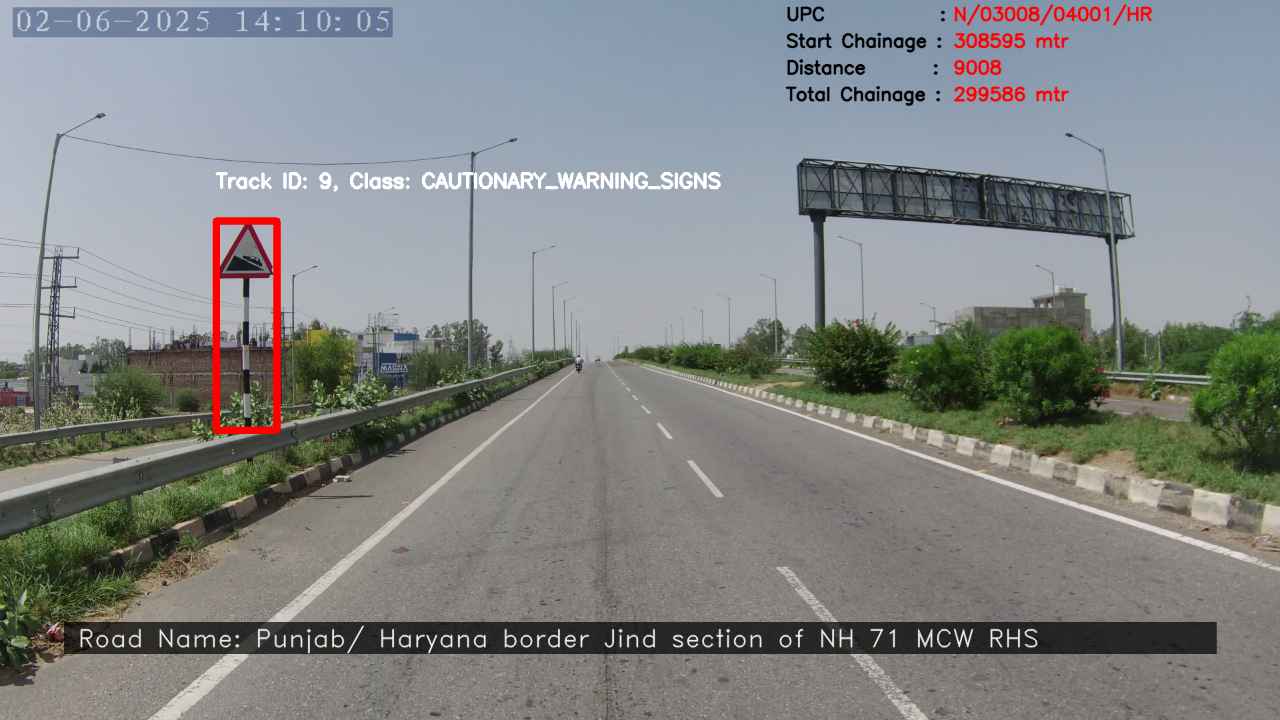 02-06-2025 14:10:05
UPC : N/03008/04001/HR
Start Chainage : 308595 mtr
Distance : 9008
Total Chainage : 299586 mtr
Track ID: 9, Class: CAUTIONARY_WARNING_SIGNS
MAGNA
Road Name: Punjab/ Haryana border Jind section of NH 71 MCW RHS